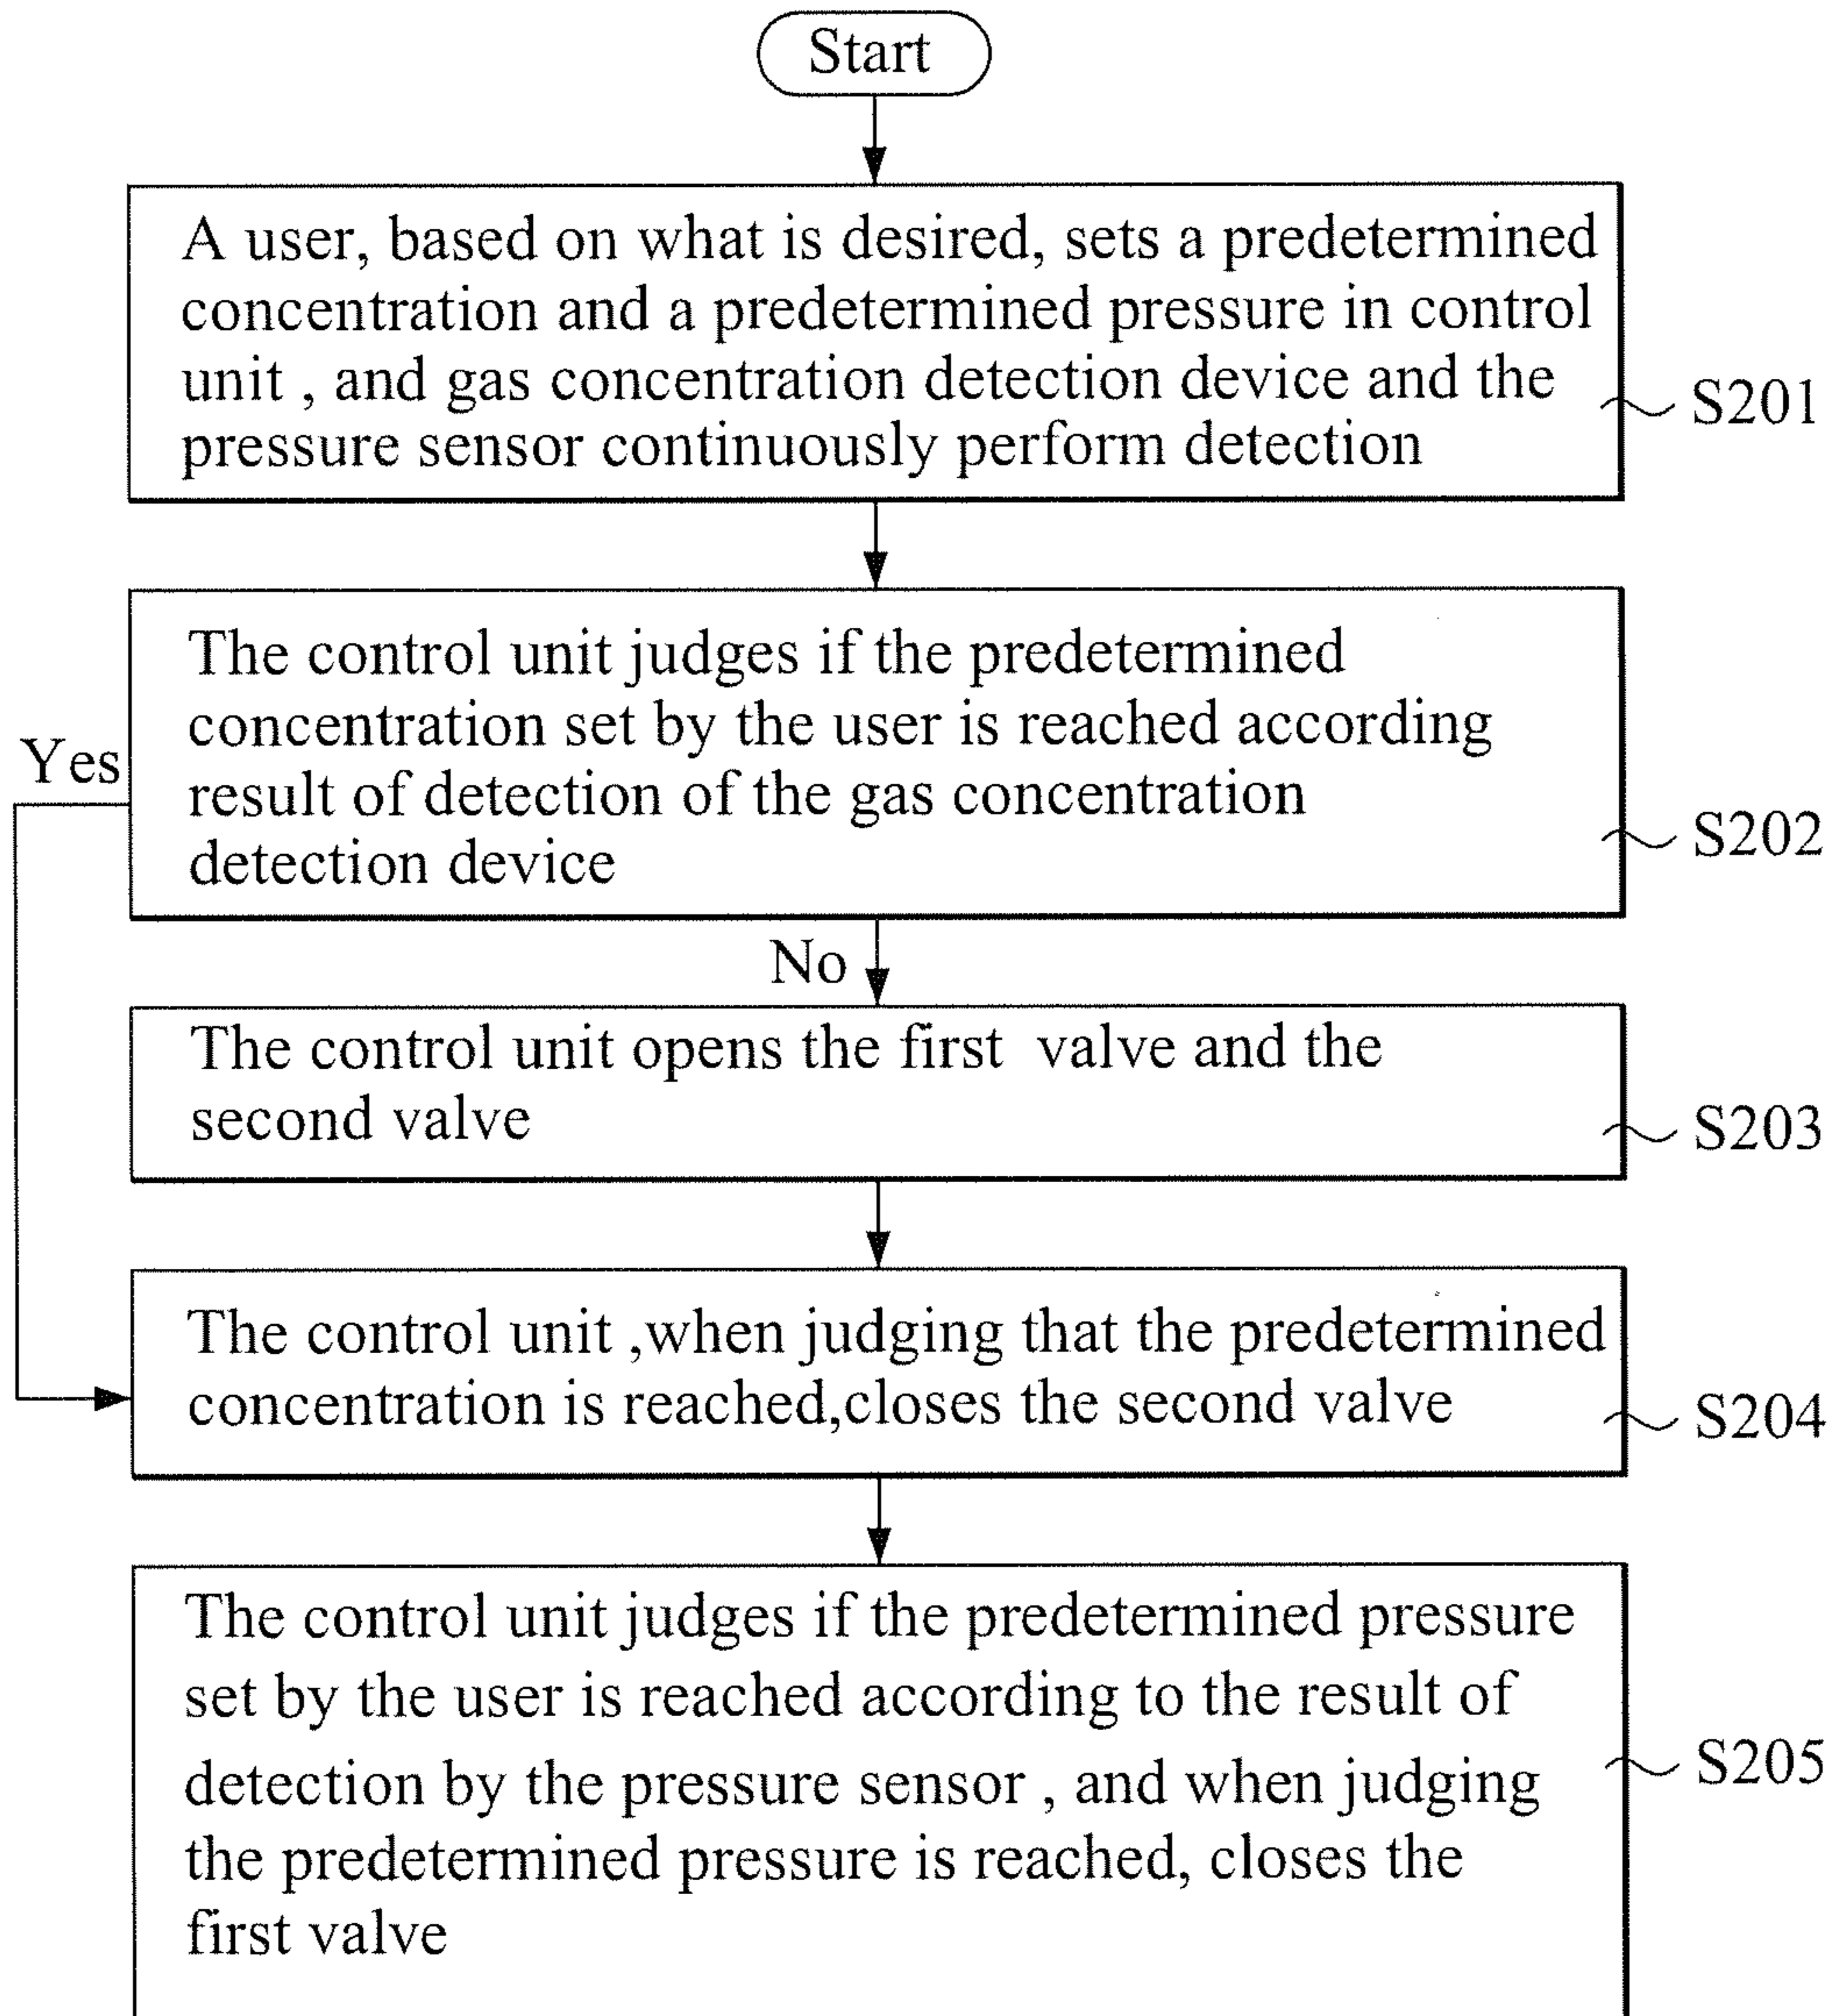 Start
A user, based on what is desired, sets a predetermined
concentration and a predetermined pressure in control
unit , and gas concentration detection device and the
pressure sensor continuously perform detection
S201
The control unit judges if the predetermined
concentration set by the user is reached according
result of detection of the gas concentration
detection device
Yes
S202
No
The control unit opens the first valve and the
second valve
S203
The control unit ,when judging that the predetermined
concentration is reached,closes the second valve
S204
The control unit judges if the predetermined pressure
set by the user is reached according to the result of
detection by the pressure sensor , and when judging
the predetermined pressure is reached, closes the
first valve
S205